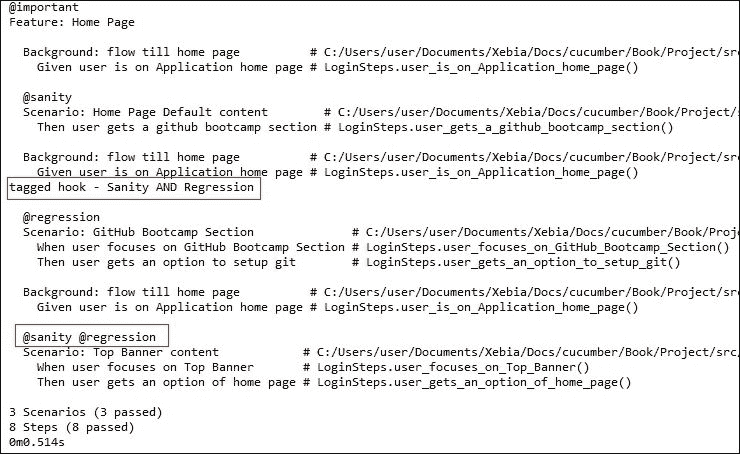 @important
Feature: Home Page
Background: flow till home page # C:/Users/user/Documents/Xebia/Docs/cucumber/Book/Project/src
Given user is on Application home page # LoginSteps.user_is_on_Application_home_page()
@sanity
Scenario: Home Page Default content # C:/Users/user/Documents/Xebia/Docs/cucumber/Book/Project/s
Then user gets a github bootcamp section # LoginSteps.user_gets_a_github_bootcamp_section()
Background: flow till home page # C:/Users/user/Documents/Xebia/Docs/cucumber/Book/Project/src
Given user is on Application home page # LoginSteps.user_is_on_Application_home_page()
tagged hook - Sanity AND Regression
@regression
Scenario: GitHub Bootcamp Section # C:/Users/user/Documents/Xebia/Docs/cucumber/Book/Project/s
When user focuses on GitHub Bootcamp Section # LoginSteps.user_focuses_on_GitHub_Bootcamp_Section()
Then user gets an option to setup git # LoginSteps.user_gets_an_option_to_setup_git()
Background: flow till home page # C:/Users/user/Documents/Xebia/Docs/cucumber/Book/Project/src
Given user is on Application home page # LoginSteps.user_is_on_Application_home_page()
@sanity @regression
Scenario: Top Banner content # C:/Users/user/Documents/Xebia/Docs/cucumber/Book/Project/src/
When user focuses on Top Banner # LoginSteps.user_focuses_on_Top_Banner()
Then user gets an option of home page # LoginSteps.user_gets_an_option_of_home_page()
3 Scenarios (3 passed)
8 Steps (8 passed)
0m0.514s